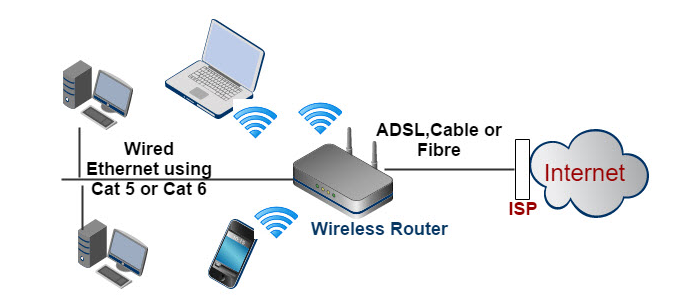 Wired
Ethernet using
Cat 5 or Cat 6
ADSL,Cable or
Fibre
Wireless Router
ISP
Internet